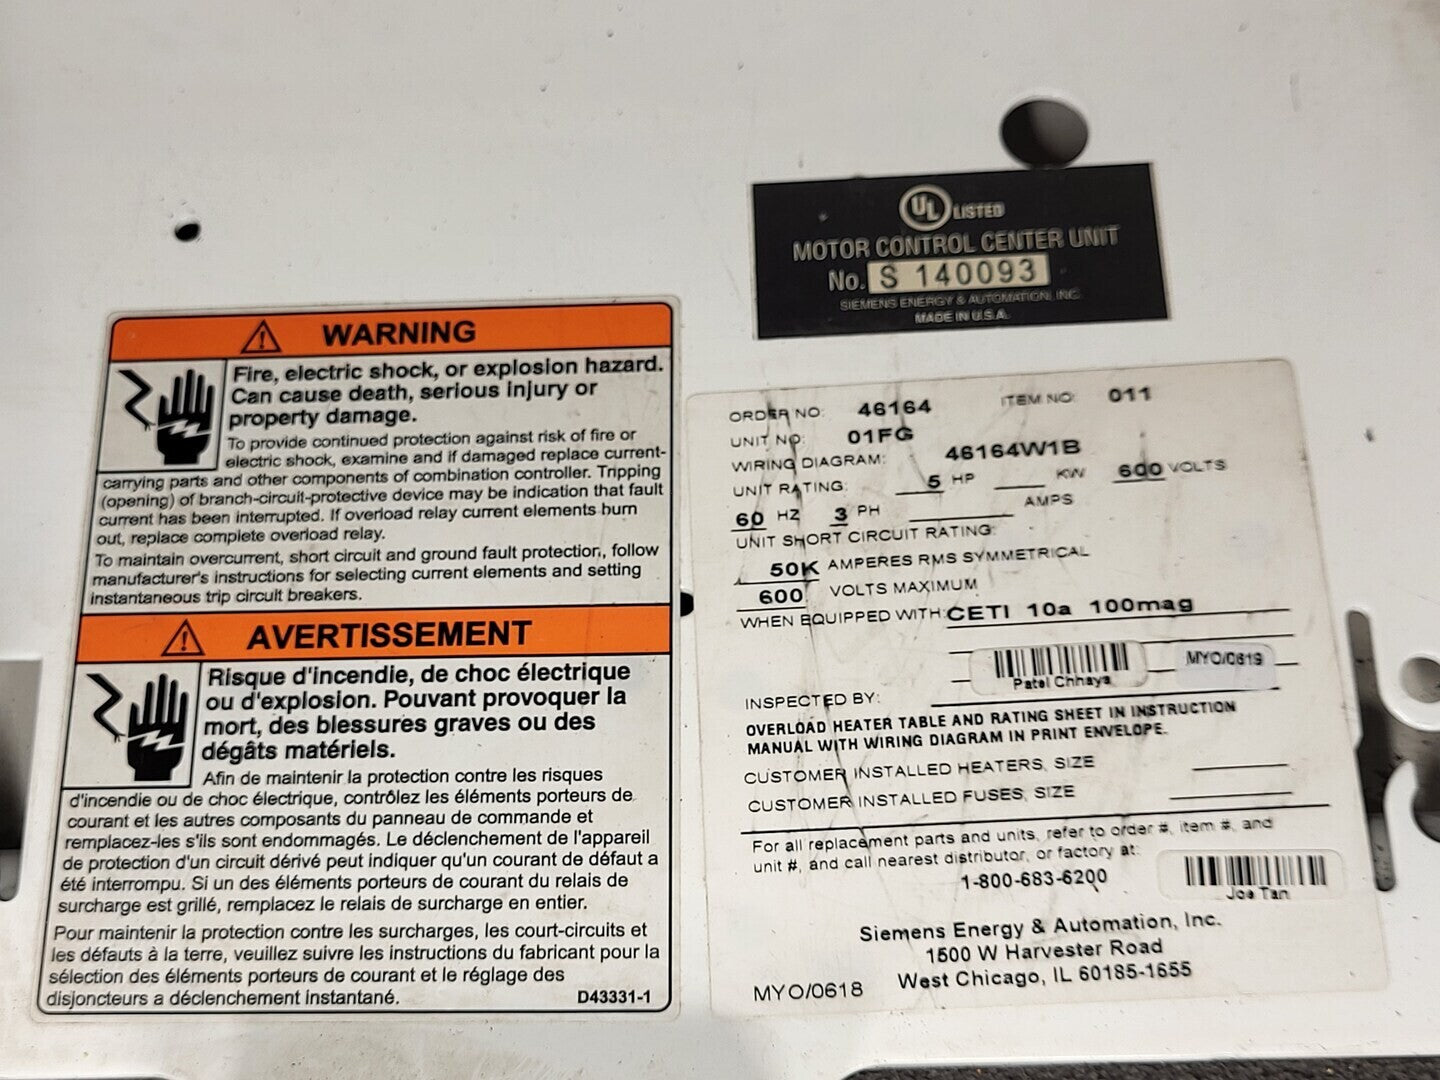 UL LISTED
MOTOR CONTROL CENTER UNIT
No. S 140093
SIEMENS ENERGY & AUTOMATION, INC.
MADE IN U.S.A.
WARNING
Fire, electric shock, or explosion hazard.
Can cause death, serious injury or
property damage.
To provide continued protection against risk of fire or
electric shock, examine and if damaged replace current-
carrying parts and other components of combination controller. Tripping
(opening) of branch-circuit-protective device may be indication that fault
current has been interrupted. If overload relay current elements burn
out, replace complete overload relay.
To maintain overcurrent, short circuit and ground fault protection, follow
manufacturer's instructions for selecting current elements and setting
instantaneous trip circuit breakers.
AVERTISSEMENT
Risque d'incendie, de choc électrique
ou d'explosion. Pouvant provoquer la
mort, des blessures graves ou des
dégâts matériels.
Afin de maintenir la protection contre les risques
d'incendie ou de choc électrique, contrôlez les éléments porteurs de
courant et les autres composants du panneau de commande et
remplacez-les s'ils sont endommagés. Le déclenchement de l'appareil
de protection d'un circuit dérivé peut indiquer qu'un courant de défaut a
été interrompu. Si un des éléments porteurs de courant du relais de
surcharge est grillé, remplacez le relais de surcharge en entier.
Pour maintenir la protection contre les surcharges, les court-circuits et
les défauts à la terre, veuillez suivre les instructions du fabricant pour la
sélection des éléments porteurs de courant et le réglage des
disjoncteurs a déclenchement instantané.
D43331-1
ORDER NO: 46164 ITEM NO: 011
UNIT NO: 01FG
WIRING DIAGRAM: 46164W1B
UNIT RATING: 5 HP KW 600 VOLTS
60 HZ 3 PH AMPS
UNIT SHORT CIRCUIT RATING:
50K AMPERES RMS SYMMETRICAL
600 VOLTS MAXIMUM
WHEN EQUIPPED WITH: CETI 10a 100mag
Patel Chhaya
MYO/0619
INSPECTED BY:
OVERLOAD HEATER TABLE AND RATING SHEET IN INSTRUCTION
MANUAL WITH WIRING DIAGRAM IN PRINT ENVELOPE.
CUSTOMER INSTALLED HEATERS, SIZE
CUSTOMER INSTALLED FUSES, SIZE
For all replacement parts and units, refer to order #, item #, and
unit #, and call nearest distributor, or factory at:
1-800-683-6200
Joe Tan
Siemens Energy & Automation, Inc.
1500 W Harvester Road
West Chicago, IL 60185-1655
MYO/0618